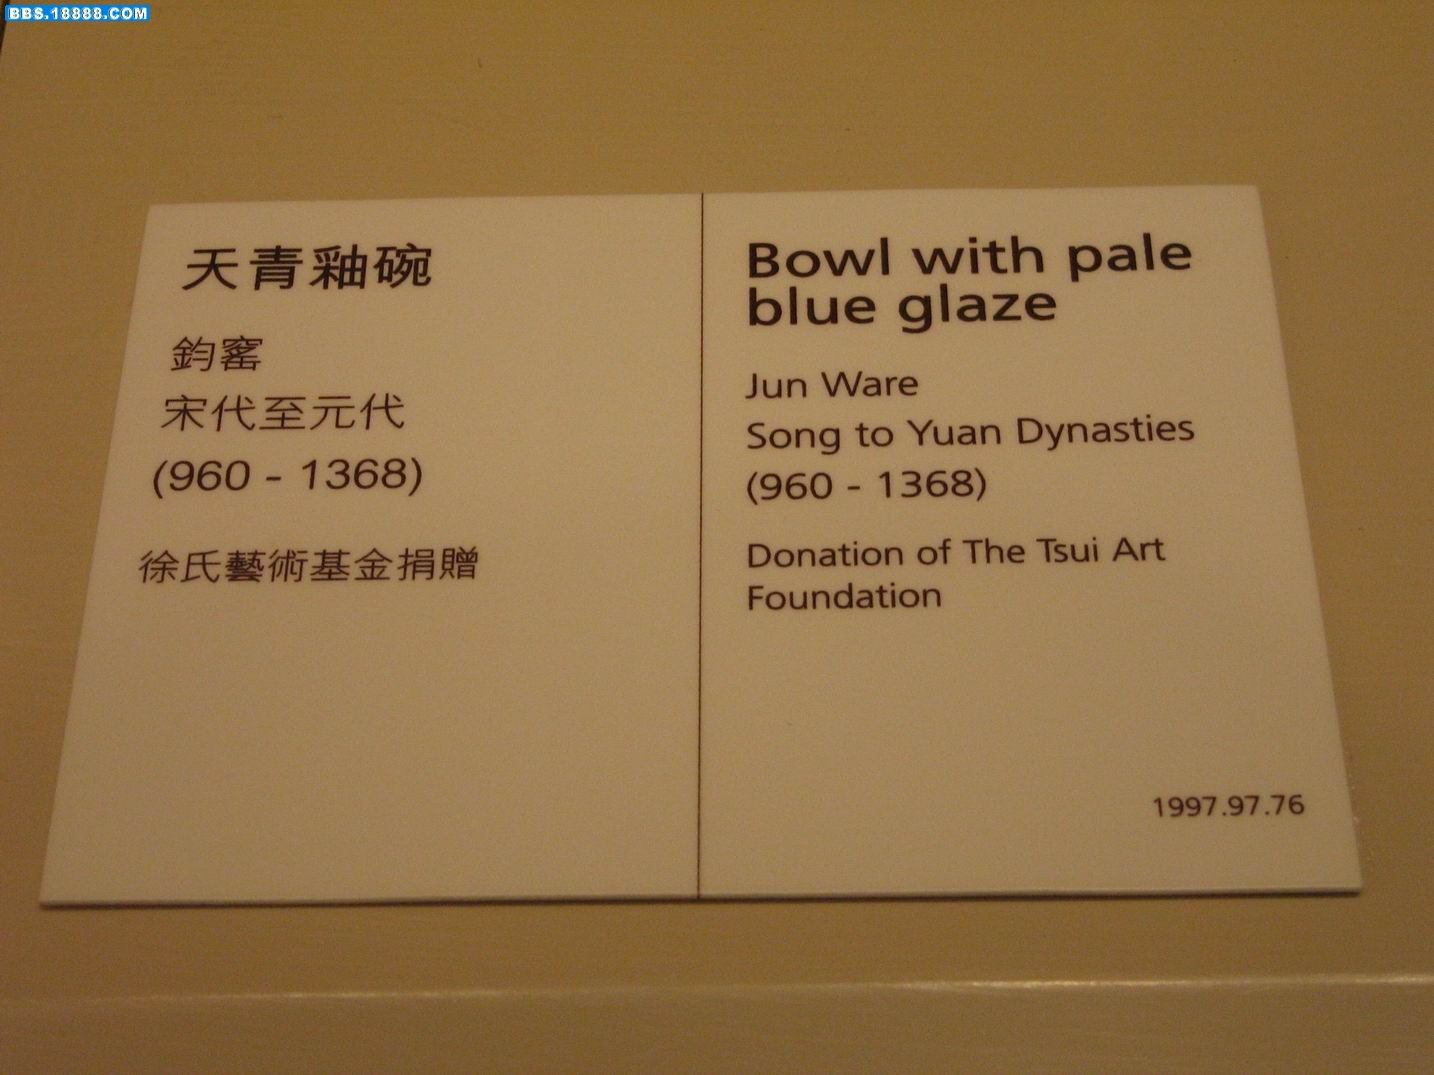 BBS.18888.COM
天青釉碗
鈞窰
宋代至元代
(960 - 1368)
徐氏藝術基金捐贈
Bowl with pale
blue glaze
Jun Ware
Song to Yuan Dynasties
(960 - 1368)
Donation of The Tsui Art
Foundation
1997.97.76